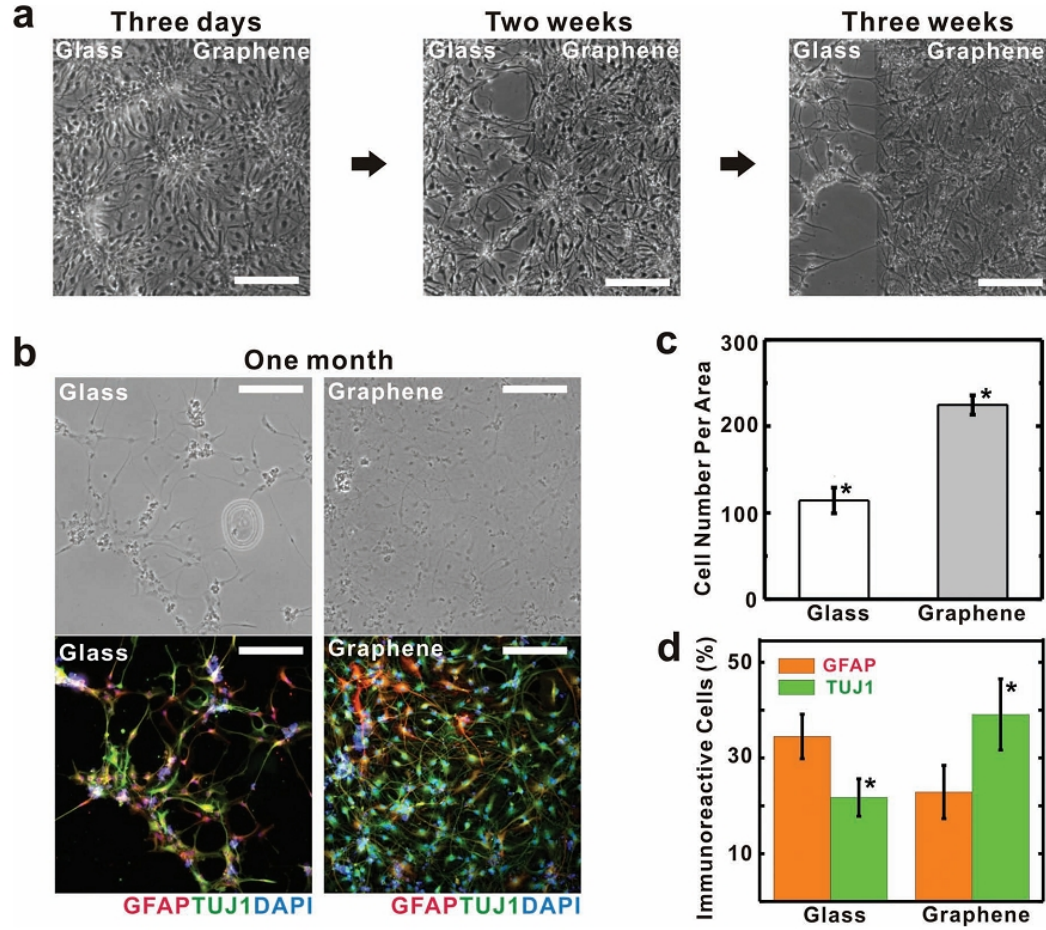 a
Three days
Two weeks
Three weeks
Glass Graphene
Glass Graphene
Glass Graphene
b
One month
Glass
Graphene
Glass
Graphene
GFAPTUJ1DAPI
GFAPTUJ1DAPI
c
Cell Number Per Area
300
200
100
0
Glass Graphene
*
*
d
Immunoreactive Cells (%)
50
30
10
GFAP
TUJ1
*
*
Glass Graphene